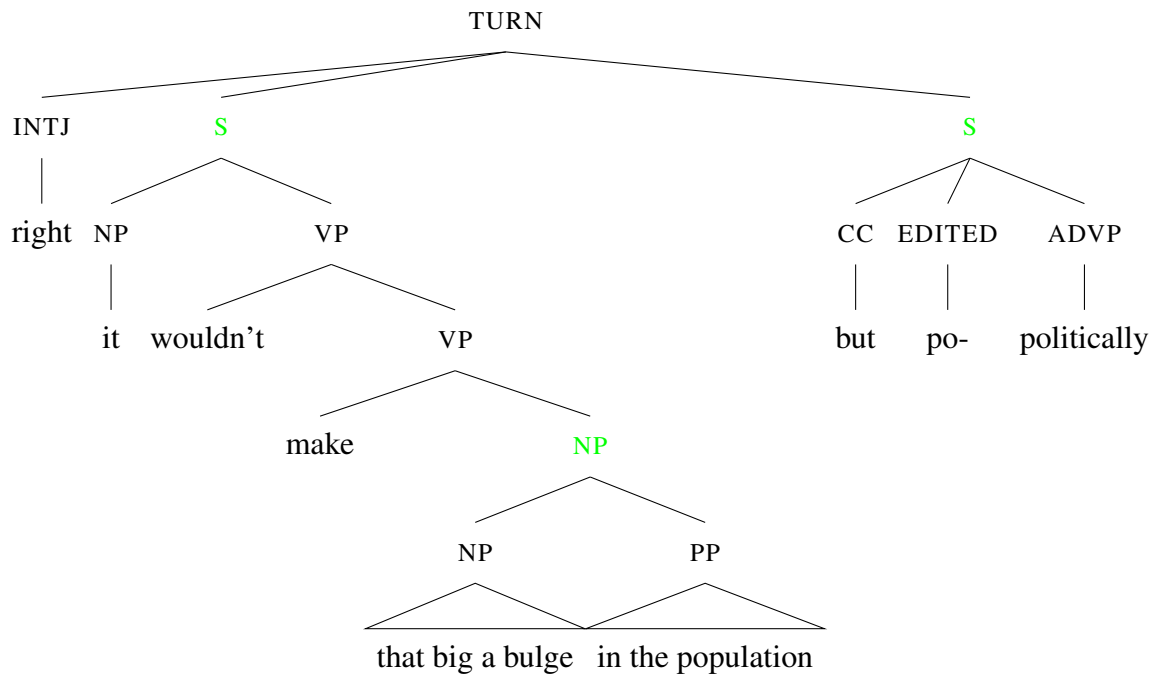 TURN
INTJ S S
right NP VP CC EDITED ADVP
it wouldn't VP but po- politically
make NP
NP PP
that big a bulge in the population